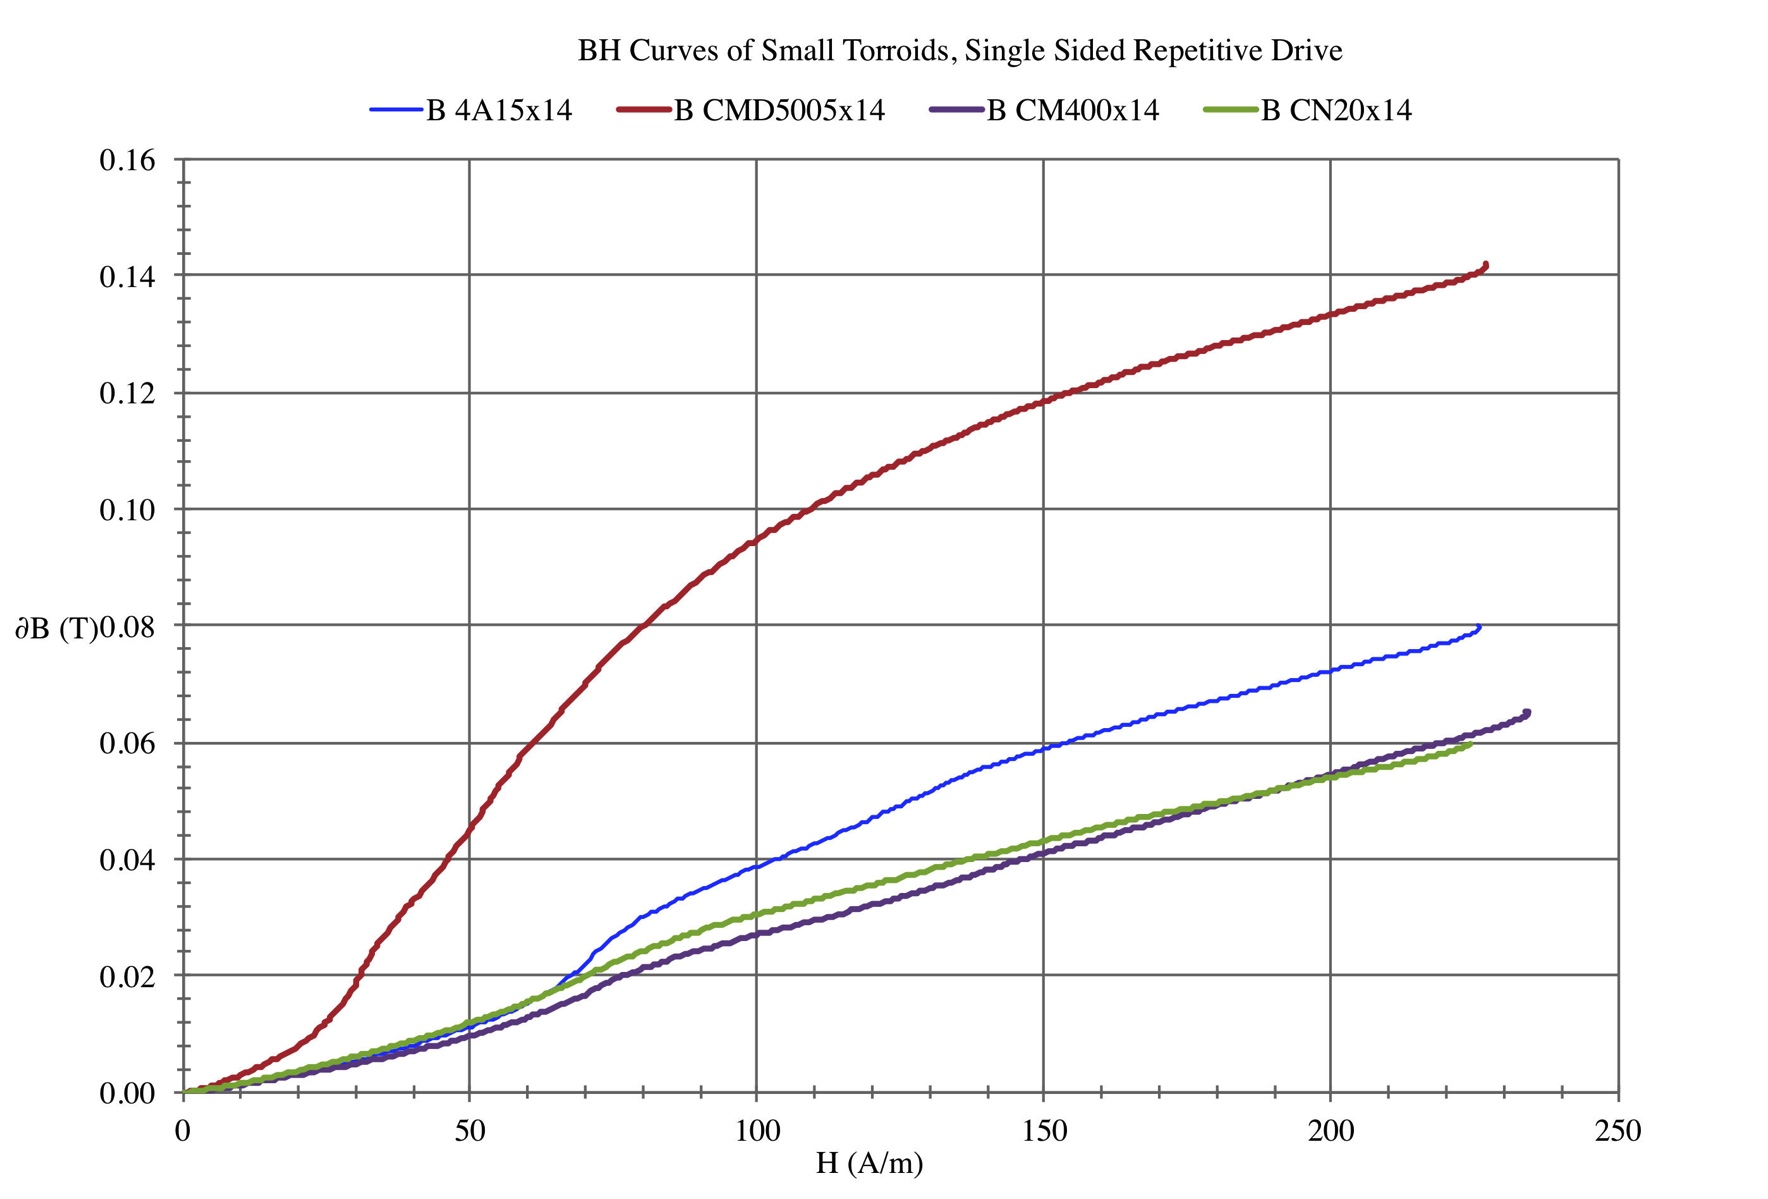 BH Curves of Small Torroids, Single Sided Repetitive Drive
B 4A15x14 B CMD5005x14 B CM400x14 B CN20x14
0.16
0.14
0.12
0.10
∂B (T) 0.08
0.06
0.04
0.02
0.00
0 50 100 150 200 250
H (A/m)